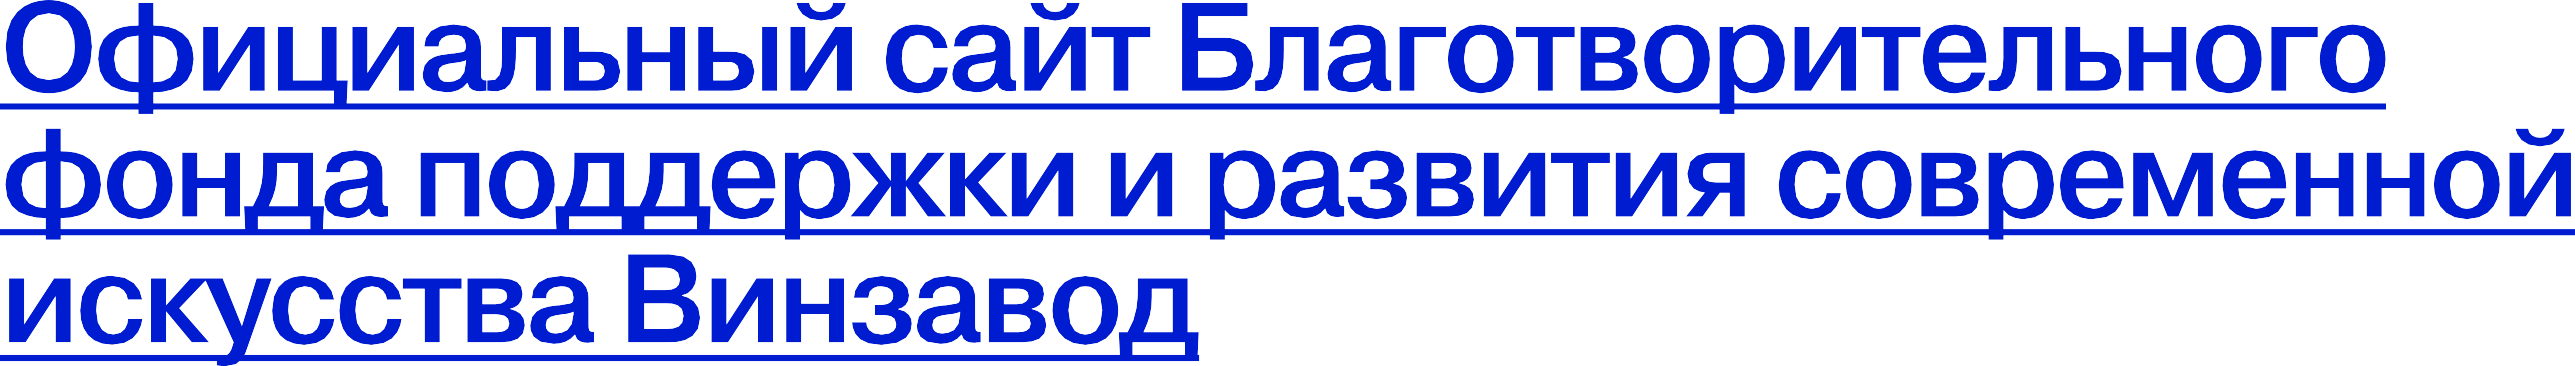 Официальный сайт Благотворительного
фонда поддержки и развития современной
искусства Винзавод